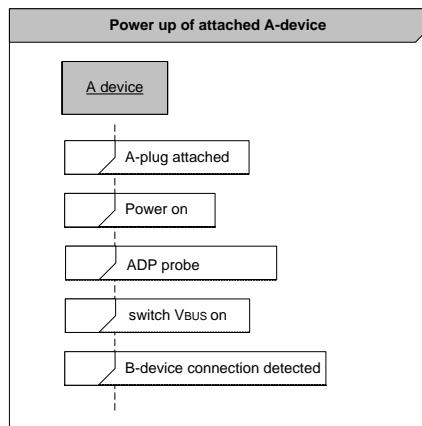 Power up of attached A-device
A device
A-plug attached
Power on
ADP probe
switch VBUS on
B-device connection detected